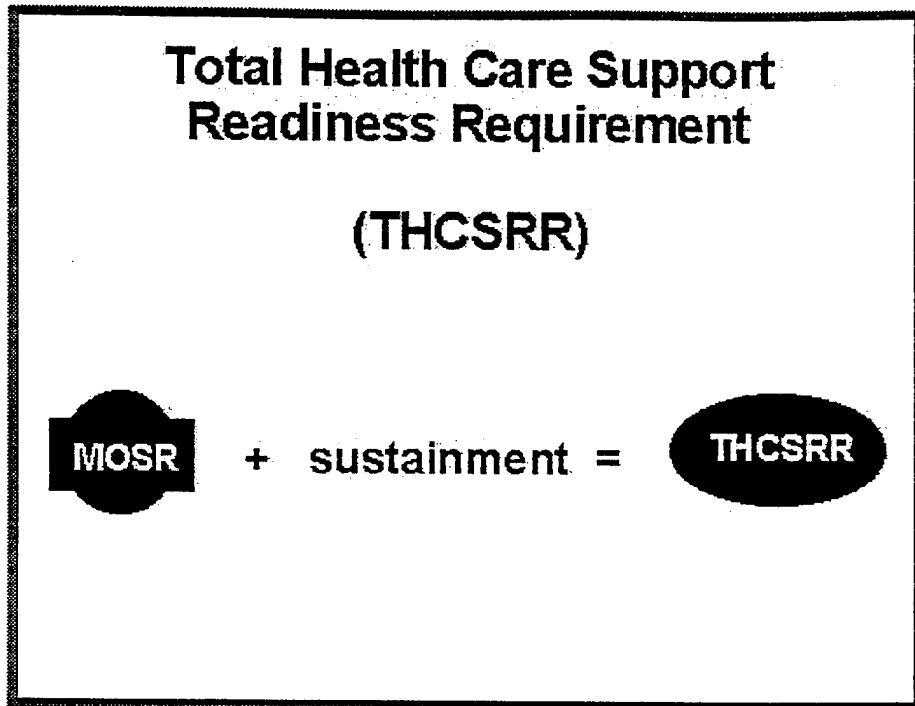 Total Health Care Support
Readiness Requirement
(THCSRR)
MOSR + sustainment = THCSRR